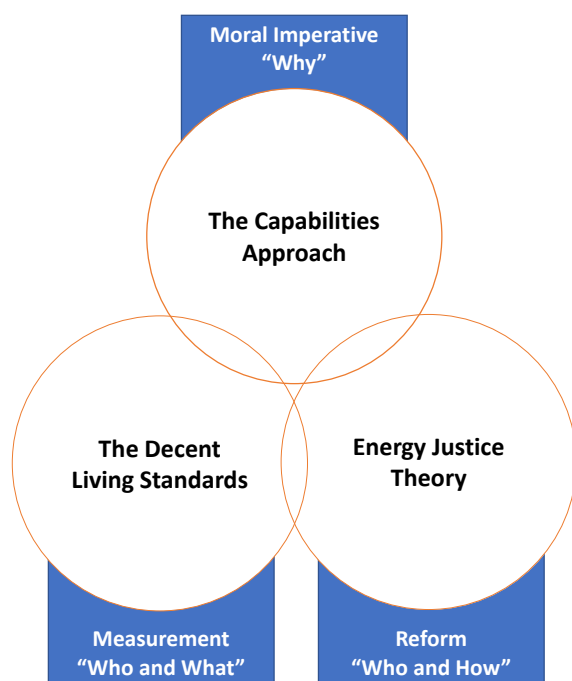 Moral Imperative
“Why”
The Capabilities
Approach
The Decent
Living Standards
Energy Justice
Theory
Measurement
“Who and What”
Reform
“Who and How”